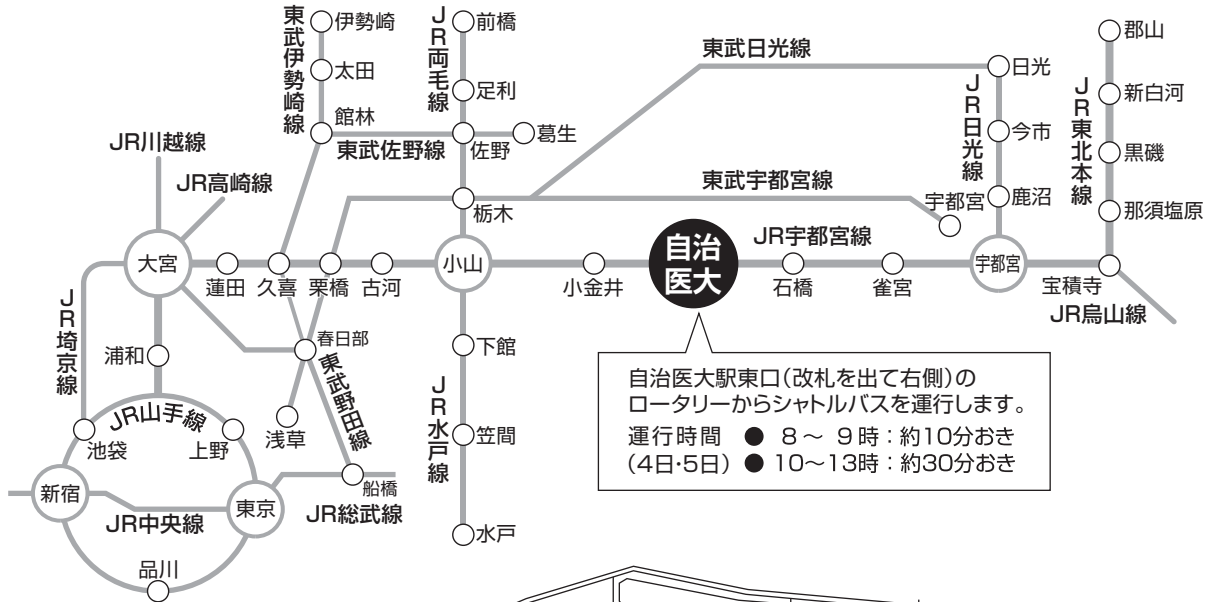 東武伊勢崎線
伊勢崎
太田
館林
JR両毛線
前橋
足利
佐野
葛生
東武佐野線
栃木
東武日光線
日光
JR日光線
今市
鹿沼
東武宇都宮線
宇都宮
JR東北本線
郡山
新白河
黒磯
那須塩原
JR川越線
JR高崎線
大宮
蓮田
久喜
栗橋
古河
小山
小金井
自治
医大
JR宇都宮線
石橋
雀宮
宇都宮
宝積寺
JR烏山線
JR埼京線
浦和
春日部
東武野田線
浅草
船橋
JR総武線
JR山手線
池袋
上野
新宿
東京
JR中央線
品川
下館
JR水戸線
笠間
水戸
自治医大駅東口(改札を出て右側)の
ロータリーからシャトルバスを運行します。
運行時間 ● 8〜 9時:約10分おき
(4日・5日) ● 10〜13時:約30分おき